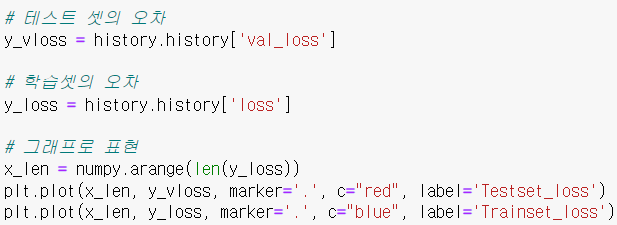 # 테스트 셋의 오차
y_vloss = history.history['val_loss']
# 학습셋의 오차
y_loss = history.history['loss']
# 그래프로 표현
x_len = numpy.arange(len(y_loss))
plt.plot(x_len, y_vloss, marker='.', c="red", label='Testset_loss')
plt.plot(x_len, y_loss, marker='.', c="blue", label='Trainset_loss')